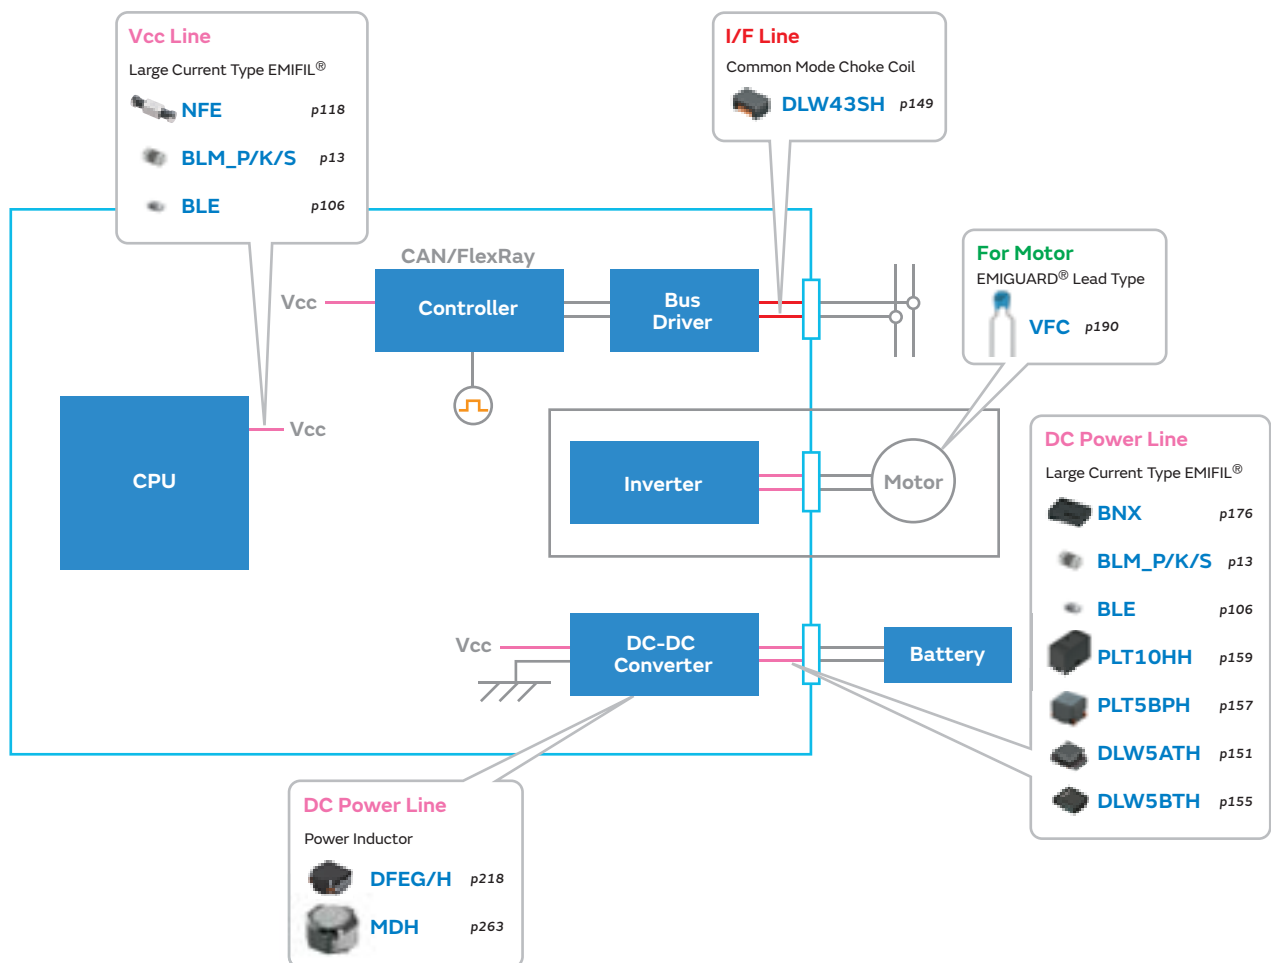 Vcc Line
Large Current Type EMIFIL®
NFE p118
BLM_P/K/S p13
BLE p106
I/F Line
Common Mode Choke Coil
DLW43SH p149
For Motor
EMIGUARD® Lead Type
VFC p190
CAN/FlexRay
Vcc
Controller
Bus
Driver
Vcc
CPU
Inverter
Motor
Vcc
DC-DC
Converter
Battery
DC Power Line
Large Current Type EMIFIL®
BNX p176
BLM_P/K/S p13
BLE p106
PLT10HH p159
PLT5BPH p157
DLW5ATH p151
DLW5BTH p155
DC Power Line
Power Inductor
DFEG/H p218
MDH p263